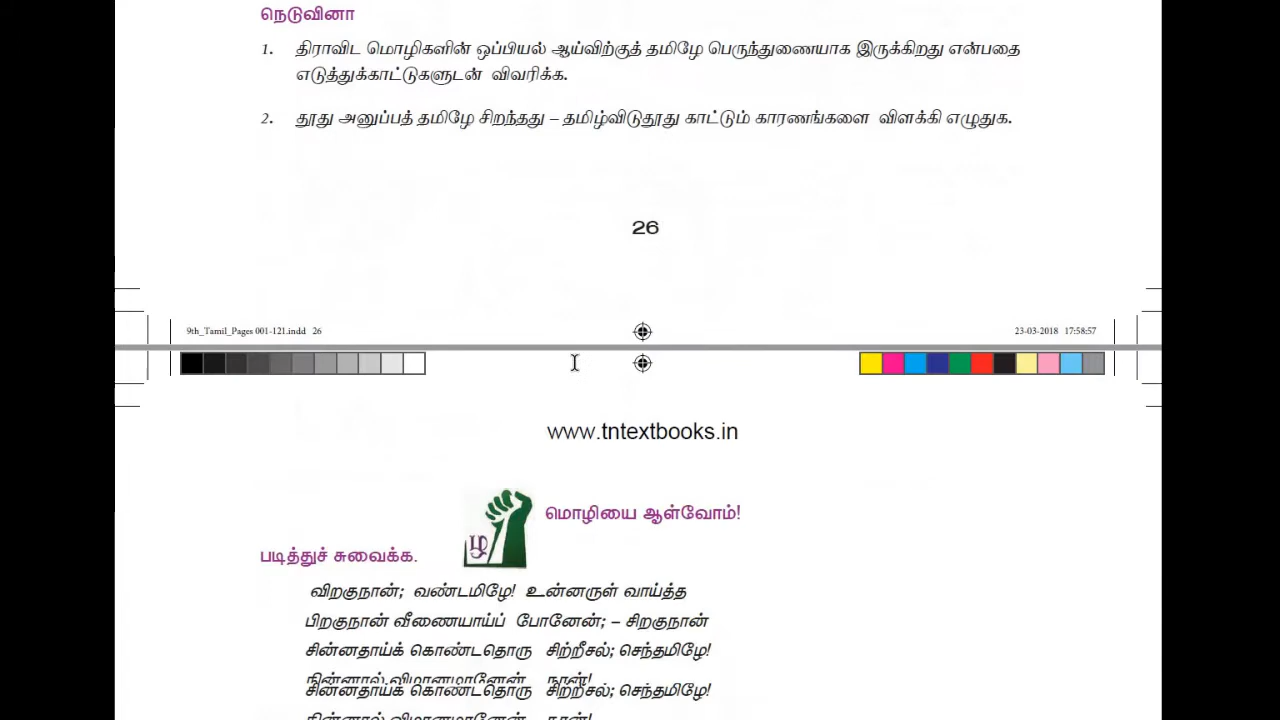 நெடுவினா
1. திராவிட மொழிகளின் ஒப்பியல் ஆய்விற்குத் தமிழே பெருந்துணையாக இருக்கிறது என்பதை
எடுத்துக்காட்டுகளுடன் விவரிக்க.
2. தூது அனுப்பத் தமிழே சிறந்தது – தமிழ்விடுதூது காட்டும் காரணங்களை விளக்கி எழுதுக.
26
9th_Tamil_Pages 001-121.indd 26 23-03-2018 17:58:57
www.tntextbooks.in
மொழியை ஆள்வோம்!
ழ
படித்துச் சுவைக்க.
விறகுநான்; வண்டமிழே! உன்னருள் வாய்த்த
பிறகுநான் வீணையாய்ப் போனேன்; – சிறகுநான்
சின்னதாய்க் கொண்டதொரு சிற்றீசல்; செந்தமிழே!
நின்னால் விமானமானேன் நான்!
சின்னதாய்க் கொண்டதொரு சிற்றீசல்; செந்தமிழே!
நின்னால் விமானமானேன் நான்!